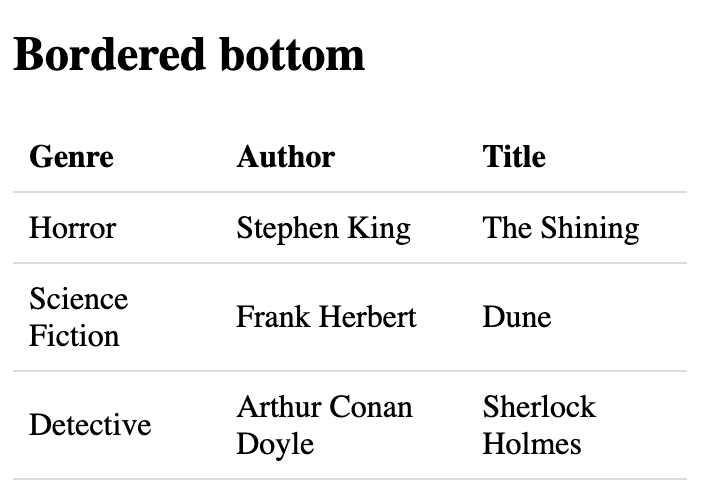 Bordered bottom
Genre Author Title
Horror Stephen King The Shining
Science
Fiction
Frank Herbert Dune
Detective
Arthur Conan
Doyle
Sherlock
Holmes